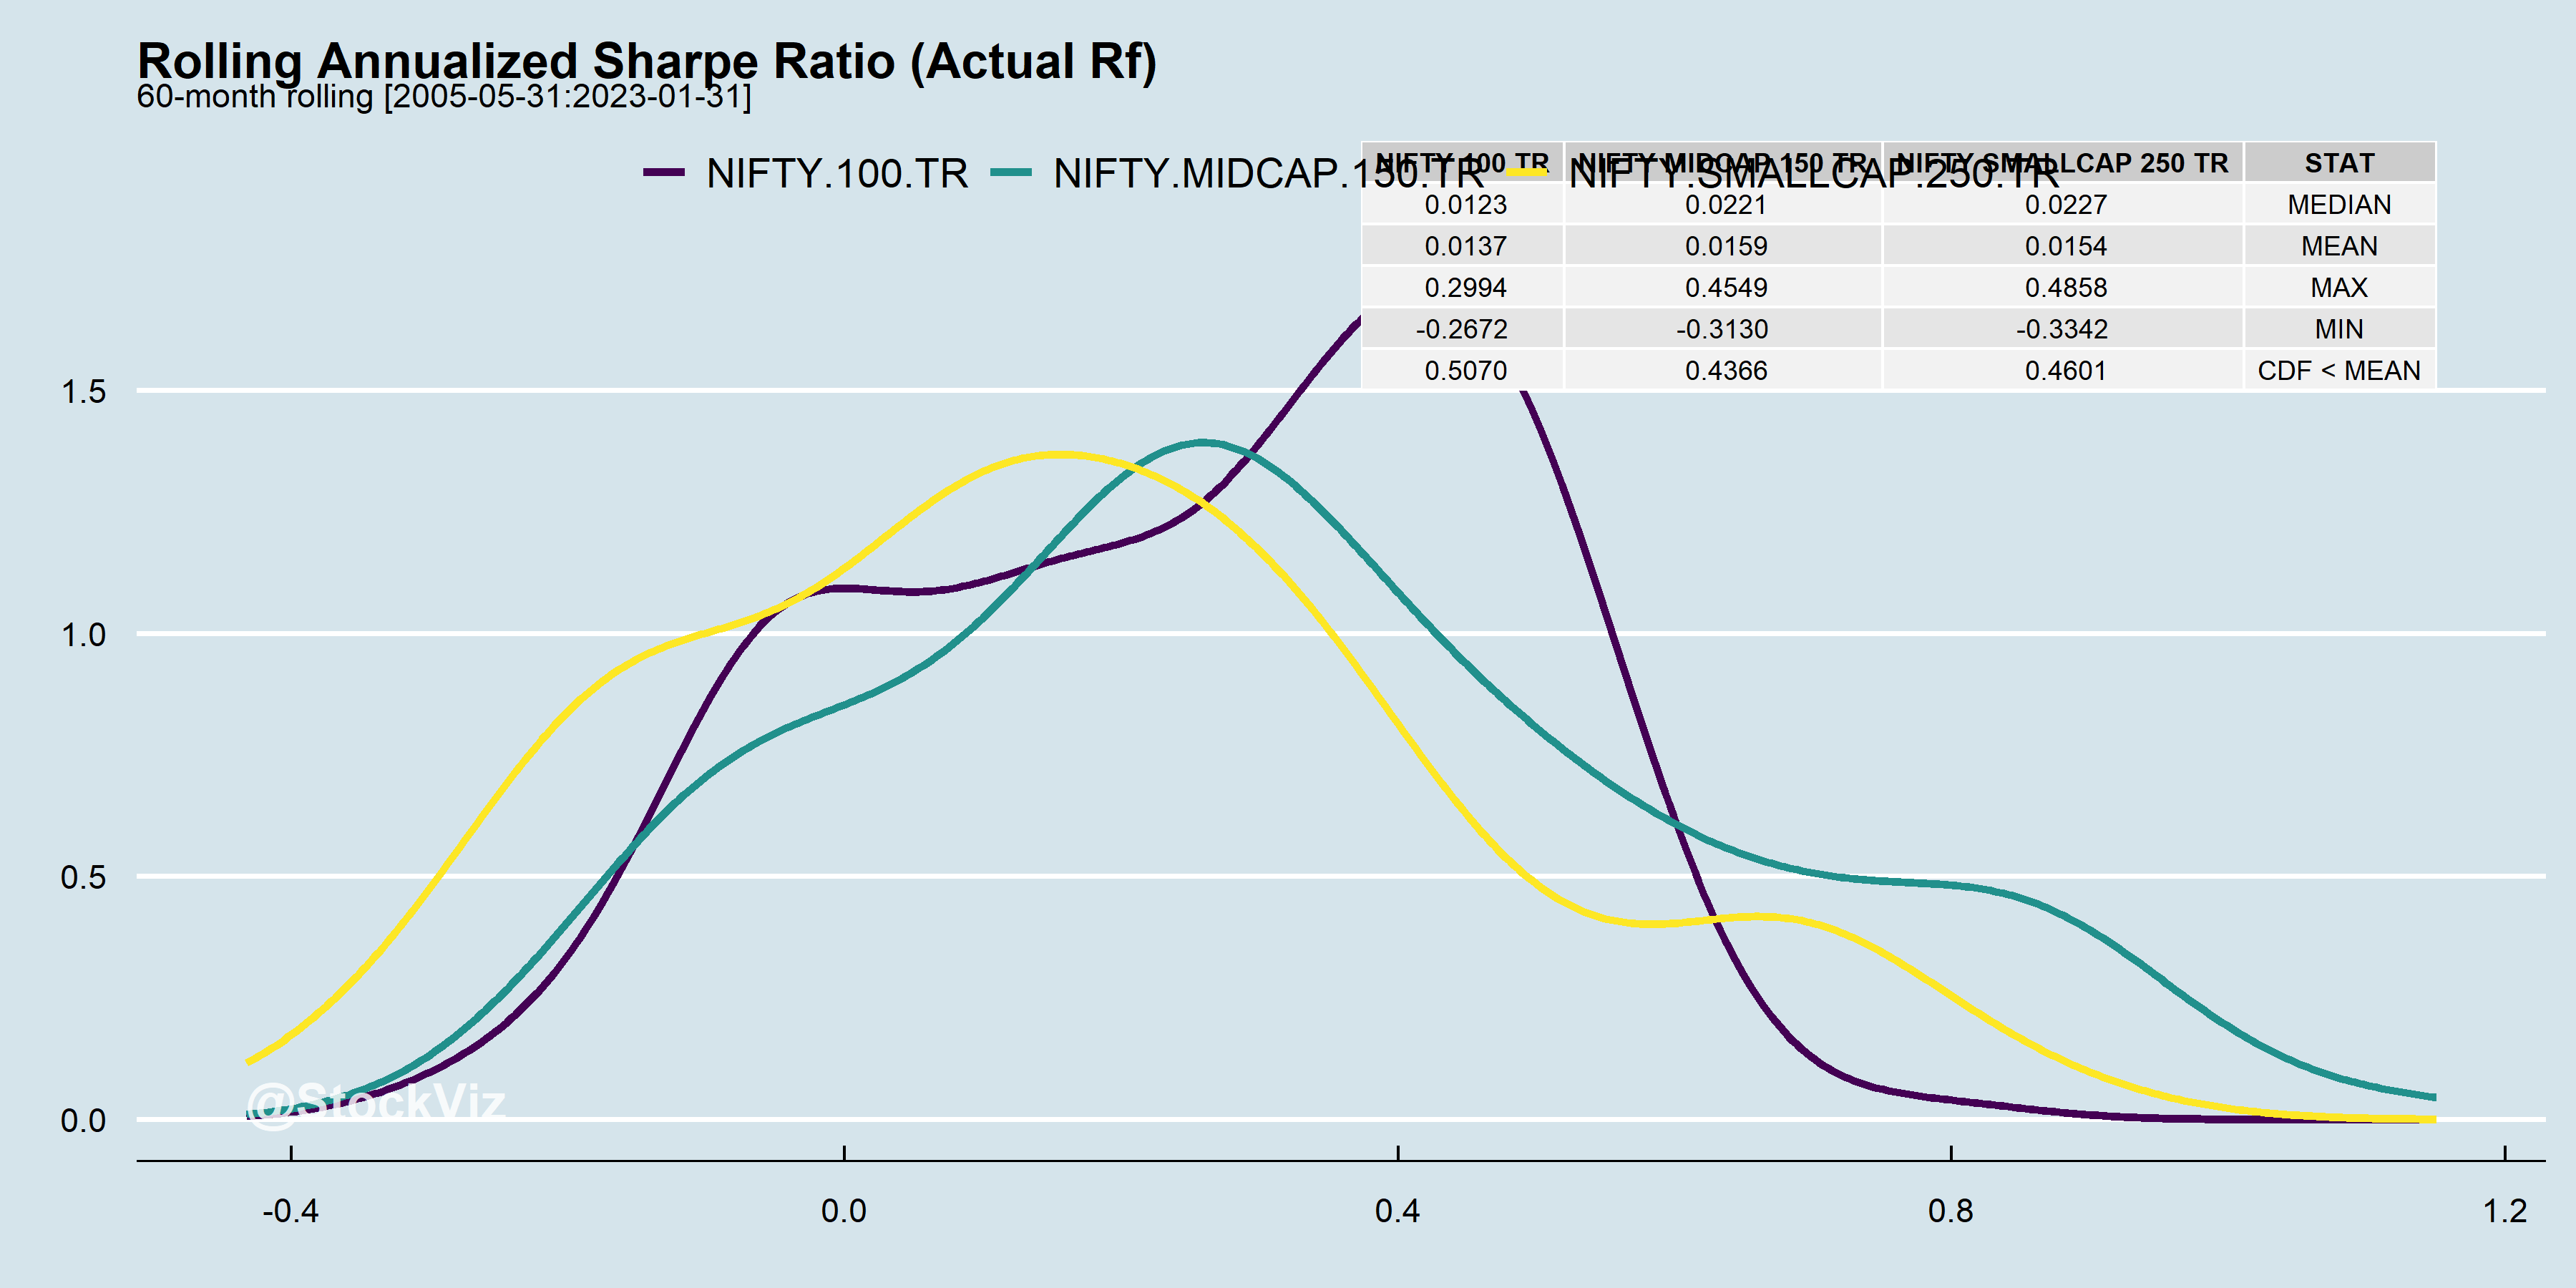 Rolling Annualized Sharpe Ratio (Actual Rf)
60-month rolling [2005-05-31:2023-01-31]
NIFTY.100.TR NIFTY.MIDCAP.150.TR NIFTY.SMALLCAP.250.TR
NIFTY 100 TR NIFTY MIDCAP 150 TR NIFTY SMALLCAP 250 TR STAT
0.0123 0.0221 0.0227 MEDIAN
0.0137 0.0159 0.0154 MEAN
0.2994 0.4549 0.4858 MAX
-0.2672 -0.3130 -0.3342 MIN
0.5070 0.4366 0.4601 CDF < MEAN
1.5
1.0
0.5
0.0
@StockViz
-0.4 0.0 0.4 0.8 1.2